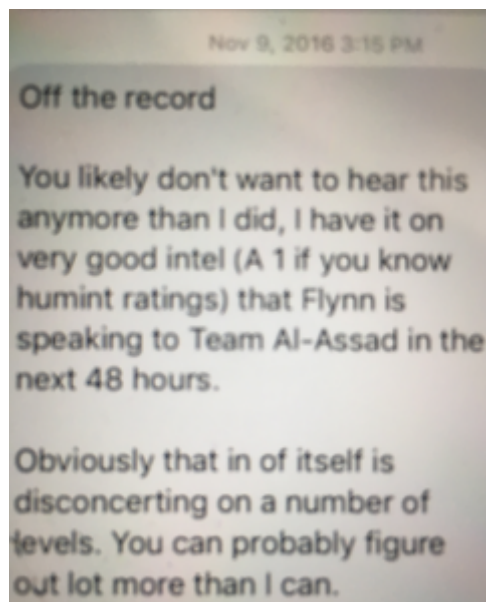 Nov 9, 2016 3:15 PM
Off the record
You likely don't want to hear this
anymore than I did, I have it on
very good intel (A 1 if you know
humint ratings) that Flynn is
speaking to Team Al-Assad in the
next 48 hours.
Obviously that in of itself is
disconcerting on a number of
levels. You can probably figure
out lot more than I can.